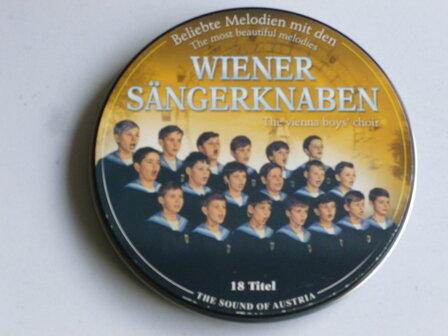 Beliebte Melodien mit den
The most beautiful melodies
WIENER
SÄNGERKNABEN
The vienna boys' choir
18 Titel
THE SOUND OF AUSTRIA